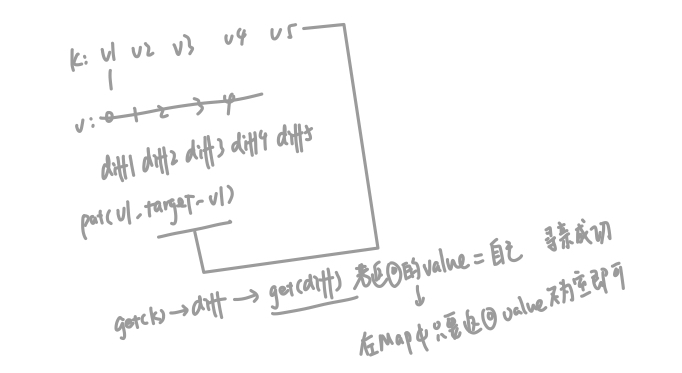 k: v1 v2 v3 v4 v5
v: 0 1 2 3 4
diff1 diff2 diff3 diff4 diff5
put(v1, target-v1)
get(k)→diff→get(diff) 若返回的value=自己 寻亲成功
在Map中只要返回value不为空即可